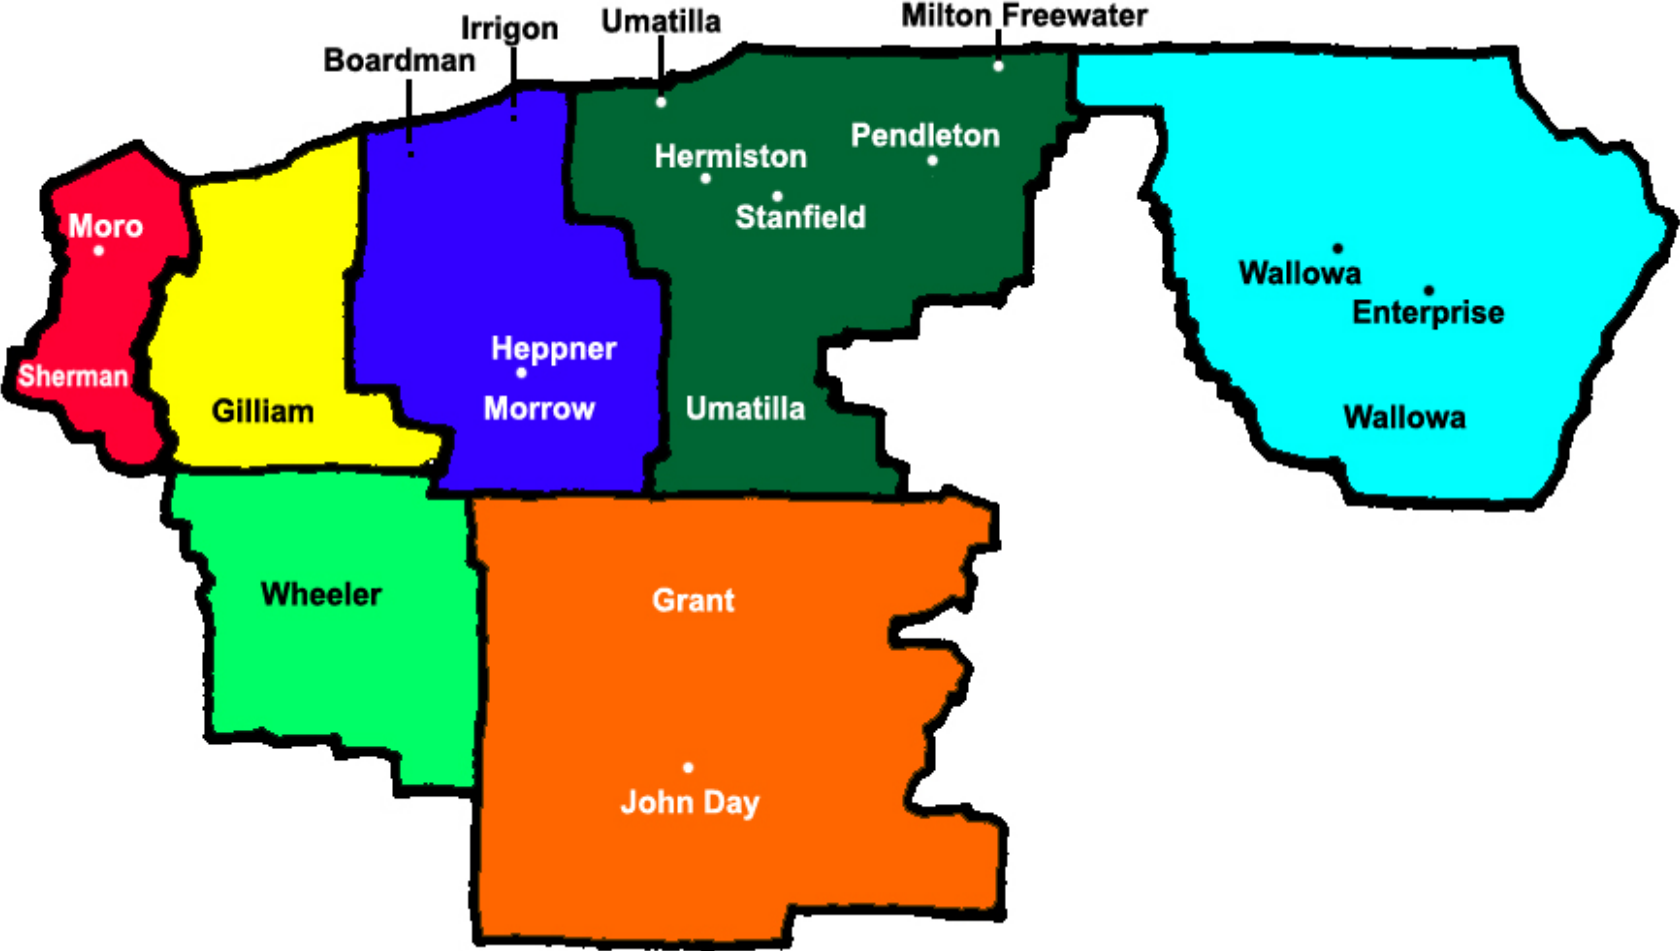 Milton Freewater
Umatilla
Irrigon
Boardman
Pendleton
Hermiston
Stanfield
Moro
Wallowa
Enterprise
Heppner
Sherman
Gilliam
Morrow
Umatilla
Wallowa
Wheeler
Grant
John Day